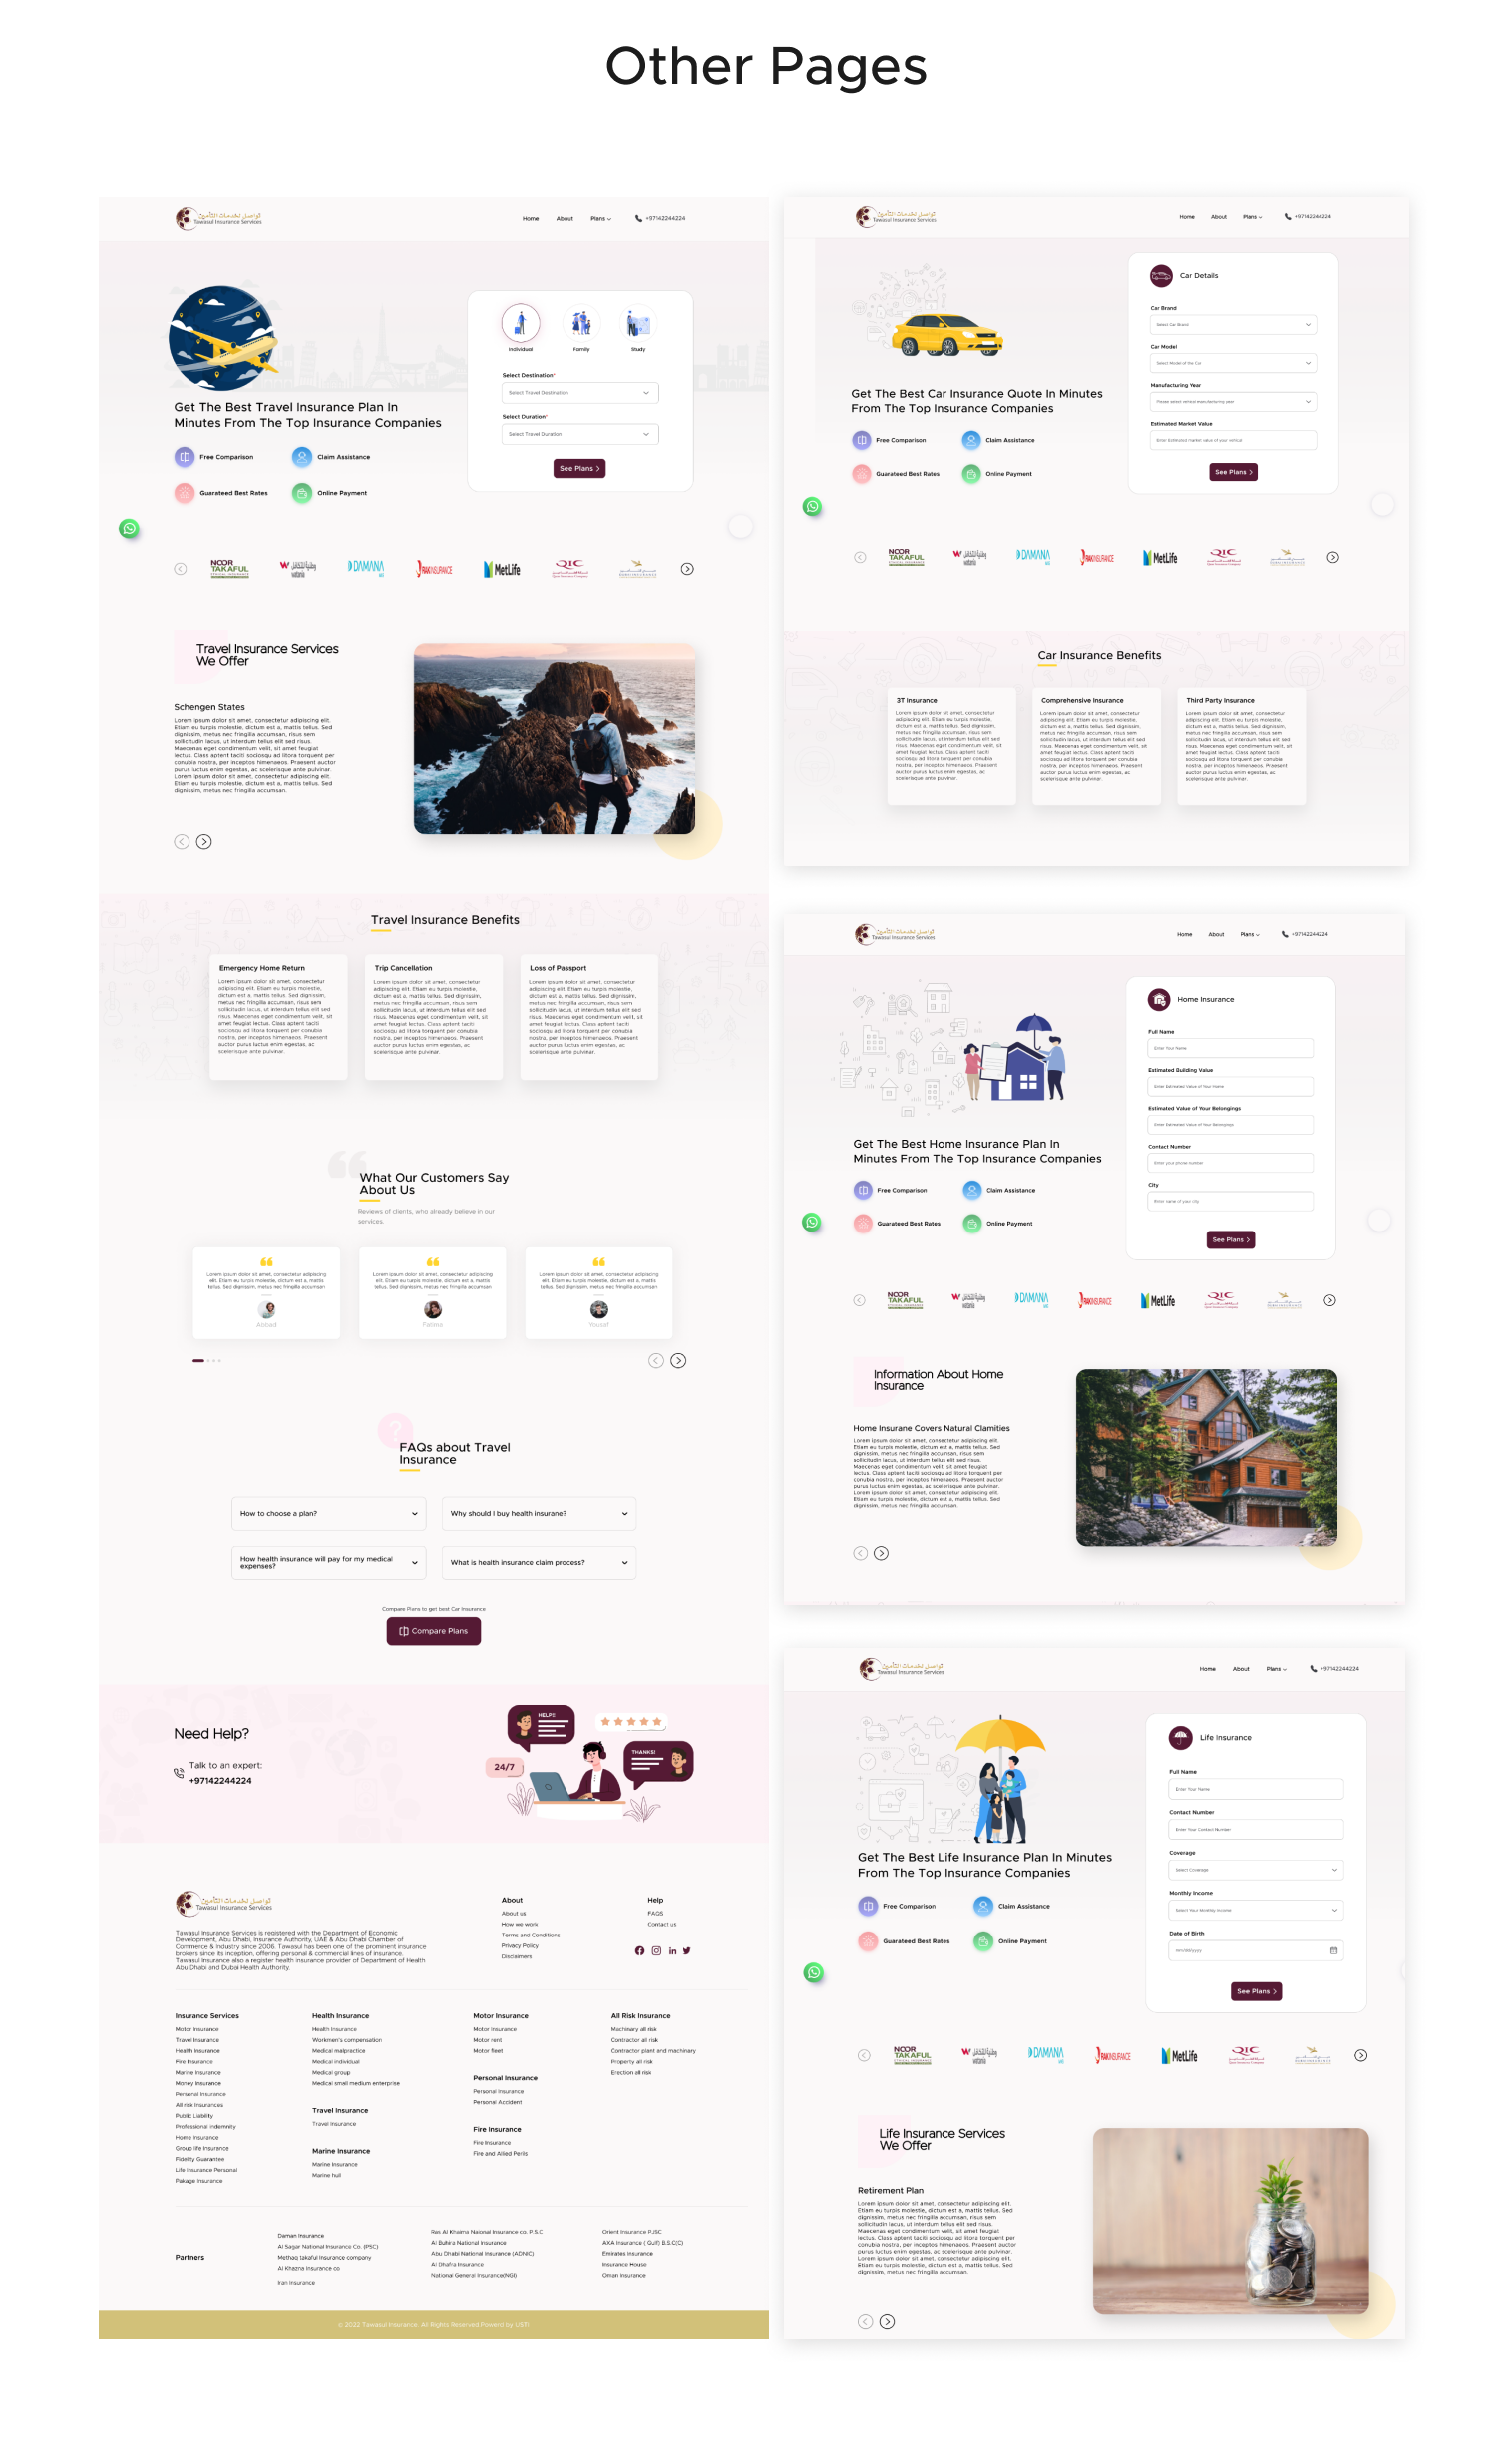 Other Pages
تواصل لخدمات التأمين
Tawasul Insurance Services
Home
About
Plans
+97142244224
Individual
Family
Study
Select Destination*
Select Travel Destination
Select Duration*
Select Travel Duration
See Plans
Get The Best Travel Insurance Plan In
Minutes From The Top Insurance Companies
Free Comparison
Claim Assistance
Guarateed Best Rates
Online Payment
NOOR
TAKAFUL
DAMANA
RAKINSURANCE
MetLife
QIC
Travel Insurance Services
We Offer
Schengen States
Lorem ipsum dolor sit amet, consectetur adipiscing elit.
Etiam eu turpis molestie, dictum est a, mattis tellus. Sed
dignissim, metus nec fringilla accumsan, risus sem
sollicitudin lacus, ut interdum tellus elit sed risus.
Maecenas eget condimentum velit, sit amet feugiat
lectus. Class aptent taciti sociosqu ad litora torquent per
conubia nostra, per inceptos himenaeos. Praesent auctor
purus luctus enim egestas, ac scelerisque ante pulvinar.
Lorem ipsum dolor sit amet, consectetur adipiscing elit.
Etiam eu turpis molestie, dictum est a, mattis tellus. Sed
dignissim, metus nec fringilla accumsan.
Travel Insurance Benefits
Emergency Home Return
Lorem ipsum dolor sit amet, consectetur
adipiscing elit. Etiam eu turpis molestie,
dictum est a, mattis tellus. Sed dignissim,
metus nec fringilla accumsan, risus sem
sollicitudin lacus, ut interdum tellus elit sed
risus. Maecenas eget condimentum velit, sit
amet feugiat lectus. Class aptent taciti
sociosqu ad litora torquent per conubia
nostra, per inceptos himenaeos. Praesent
auctor purus luctus enim egestas, ac
scelerisque ante pulvinar.
Trip Cancellation
Lorem ipsum dolor sit amet, consectetur
adipiscing elit. Etiam eu turpis molestie,
dictum est a, mattis tellus. Sed dignissim,
metus nec fringilla accumsan, risus sem
sollicitudin lacus, ut interdum tellus elit sed
risus. Maecenas eget condimentum velit, sit
amet feugiat lectus. Class aptent taciti
sociosqu ad litora torquent per conubia
nostra, per inceptos himenaeos. Praesent
auctor purus luctus enim egestas, ac
scelerisque ante pulvinar.
Loss of Passport
Lorem ipsum dolor sit amet, consectetur
adipiscing elit. Etiam eu turpis molestie,
dictum est a, mattis tellus. Sed dignissim,
metus nec fringilla accumsan, risus sem
sollicitudin lacus, ut interdum tellus elit sed
risus. Maecenas eget condimentum velit, sit
amet feugiat lectus. Class aptent taciti
sociosqu ad litora torquent per conubia
nostra, per inceptos himenaeos. Praesent
auctor purus luctus enim egestas, ac
scelerisque ante pulvinar.
What Our Customers Say
About Us
Reviews of clients, who already believe in our
services.
Lorem ipsum dolor sit amet, consectetur adipiscing
elit. Etiam eu turpis molestie, dictum est a, mattis
tellus. Sed dignissim, metus nec fringilla accumsan
Abbad
Lorem ipsum dolor sit amet, consectetur adipiscing
elit. Etiam eu turpis molestie, dictum est a, mattis
tellus. Sed dignissim, metus nec fringilla accumsan
Fatima
Lorem ipsum dolor sit amet, consectetur adipiscing
elit. Etiam eu turpis molestie, dictum est a, mattis
tellus. Sed dignissim, metus nec fringilla accumsan
Yousaf
FAQs about Travel
Insurance
How to choose a plan?
Why should I buy health insurane?
How health insurance will pay for my medical
expenses?
What is health insurance claim process?
Compare Plans to get best Car Insurance
Compare Plans
Need Help?
Talk to an expert:
+97142244224
HELP!!
THANKS!
24/7
تواصل لخدمات التأمين
Tawasul Insurance Services
Tawasul Insurance Services is registered with the Department of Economic
Development, Abu Dhabi, Insurance Authority, UAE & Abu Dhabi Chamber of
Commerce & Industry since 2006. Tawasul has been one of the prominent insurance
brokers since its inception, offering personal & commercial lines of insurance.
Tawasul Insurance also a register health insurance provider of Department of Health
Abu Dhabi and Dubai Health Authority.
About
About us
How we work
Terms and Conditions
Privacy Policy
Disclaimers
Help
FAQS
Contact us
Insurance Services
Motor Insurance
Travel Insurance
Health Insurance
Fire Insurance
Marine Insurance
Money Insurance
Personal Insurance
All risk Insurances
Public Liability
Professional Indemnity
Home Insurance
Group life Insurance
Fidelity Guarantee
Life Insurance Personal
Pakage Insurance
Health Insurance
Health Insurance
Workmen's compensation
Medical malpractice
Medical individual
Medical group
Medical small medium enterprise
Travel Insurance
Travel Insurance
Marine Insurance
Marine Insurance
Marine hull
Motor Insurance
Motor Insurance
Motor rent
Motor fleet
Personal Insurance
Personal Insurance
Personal Accident
Fire Insurance
Fire Insurance
Fire and Allied Perils
All Risk Insurance
Machinary all risk
Contractor all risk
Contractor plant and machinary
Property all risk
Erection all risk
Partners
Daman Insurance
Al Sagar National Insurance Co. (PSC)
Methaq takaful Insurance company
Al Khazna Insurance co
Iran Insurance
Ras Al Khaima National Insurance co. P.S.C
Al Buhira National Insurance
Abu Dhabi National Insurance (ADNIC)
Al Dhafra Insurance
National General Insurance(NGI)
Orient Insurance PJSC
AXA Insurance ( Gulf) B.S.C(C)
Emirates Insurance
Insurance House
Oman Insurance
© 2022 Tawasul Insurance. All Rights Reserved.Powerd by
تواصل لخدمات التأمين
Tawasul Insurance Services
Home
About
Plans
+97142244224
Car Details
Car Brand
Select Car Brand
Car Model
Select Model of the Car
Manufacturing Year
Please select vehical manufacturing year
Estimated Market Value
Enter Estimated market value of your vehical
See Plans
Get The Best Car Insurance Quote In Minutes
From The Top Insurance Companies
Free Comparison
Claim Assistance
Guarateed Best Rates
Online Payment
NOOR
TAKAFUL
DAMANA
RAKINSURANCE
MetLife
QIC
Car Insurance Benefits
3T Insurance
Lorem ipsum dolor sit amet, consectetur
adipiscing elit. Etiam eu turpis molestie,
dictum est a, mattis tellus. Sed dignissim,
metus nec fringilla accumsan, risus sem
sollicitudin lacus, ut interdum tellus elit sed
risus. Maecenas eget condimentum velit, sit
amet feugiat lectus. Class aptent taciti
sociosqu ad litora torquent per conubia
nostra, per inceptos himenaeos. Praesent
auctor purus luctus enim egestas, ac
scelerisque ante pulvinar.
Comprehensive Insurance
Lorem ipsum dolor sit amet, consectetur
adipiscing elit. Etiam eu turpis molestie,
dictum est a, mattis tellus. Sed dignissim,
metus nec fringilla accumsan, risus sem
sollicitudin lacus, ut interdum tellus elit sed
risus. Maecenas eget condimentum velit, sit
amet feugiat lectus. Class aptent taciti
sociosqu ad litora torquent per conubia
nostra, per inceptos himenaeos. Praesent
auctor purus luctus enim egestas, ac
scelerisque ante pulvinar.
Third Party Insurance
Lorem ipsum dolor sit amet, consectetur
adipiscing elit. Etiam eu turpis molestie,
dictum est a, mattis tellus. Sed dignissim,
metus nec fringilla accumsan, risus sem
sollicitudin lacus, ut interdum tellus elit sed
risus. Maecenas eget condimentum velit, sit
amet feugiat lectus. Class aptent taciti
sociosqu ad litora torquent per conubia
nostra, per inceptos himenaeos. Praesent
auctor purus luctus enim egestas, ac
scelerisque ante pulvinar.
تواصل لخدمات التأمين
Tawasul Insurance Services
Home
About
Plans
+97142244224
Home Insurance
Full Name
Enter Your Name
Estimated Building Value
Enter Estimated Value of Your Home
Estimated Value of Your Belongings
Enter Estimated Value of Your Belongings
Contact Number
Enter your phone number
City
Enter name of your city
See Plans
Get The Best Home Insurance Plan In
Minutes From The Top Insurance Companies
Free Comparison
Claim Assistance
Guarateed Best Rates
Online Payment
NOOR
TAKAFUL
DAMANA
RAKINSURANCE
MetLife
QIC
Information About Home
Insurance
Home Insurane Covers Natural Clamities
Lorem ipsum dolor sit amet, consectetur adipiscing elit.
Etiam eu turpis molestie, dictum est a, mattis tellus. Sed
dignissim, metus nec fringilla accumsan, risus sem
sollicitudin lacus, ut interdum tellus elit sed risus.
Maecenas eget condimentum velit, sit amet feugiat
lectus. Class aptent taciti sociosqu ad litora torquent per
conubia nostra, per inceptos himenaeos. Praesent auctor
purus luctus enim egestas, ac scelerisque ante pulvinar.
Lorem ipsum dolor sit amet, consectetur adipiscing elit.
Etiam eu turpis molestie, dictum est a, mattis tellus. Sed
dignissim, metus nec fringilla accumsan.
تواصل لخدمات التأمين
Tawasul Insurance Services
Home
About
Plans
+97142244224
Life Insurance
Full Name
Enter Your Name
Contact Number
Enter Your Contact Number
Coverage
Select Coverage
Monthly Income
Select Your Monthly Income
Date of Birth
mm/dd/yyyy
See Plans
Get The Best Life Insurance Plan In Minutes
From The Top Insurance Companies
Free Comparison
Claim Assistance
Guarateed Best Rates
Online Payment
NOOR
TAKAFUL
DAMANA
RAKINSURANCE
MetLife
QIC
Life Insurance Services
We Offer
Retirement Plan
Lorem ipsum dolor sit amet, consectetur adipiscing elit.
Etiam eu turpis molestie, dictum est a, mattis tellus. Sed
dignissim, metus nec fringilla accumsan, risus sem
sollicitudin lacus, ut interdum tellus elit sed risus.
Maecenas eget condimentum velit, sit amet feugiat
lectus. Class aptent taciti sociosqu ad litora torquent per
conubia nostra, per inceptos himenaeos. Praesent auctor
purus luctus enim egestas, ac scelerisque ante pulvinar.
Lorem ipsum dolor sit amet, consectetur adipiscing elit.
Etiam eu turpis molestie, dictum est a, mattis tellus. Sed
dignissim, metus nec fringilla accumsan.